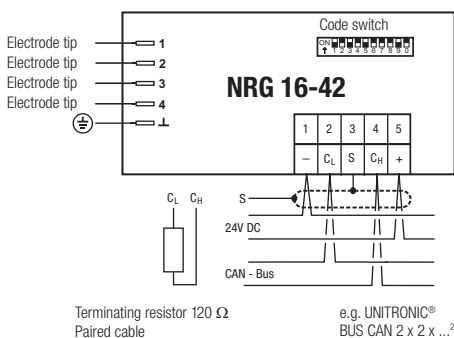 Code switch
ON
↑ 1 2 3 4 5 6 7 8 9 0
Electrode tip 1
Electrode tip 2
Electrode tip 3
Electrode tip 4
⊥
NRG 16-42
1 2 3 4 5
– CL S CH +
CL CH
S
24V DC
CAN - Bus
Terminating resistor 120 Ω
Paired cable
e.g. UNITRONIC®
BUS CAN 2 x 2 x ...²